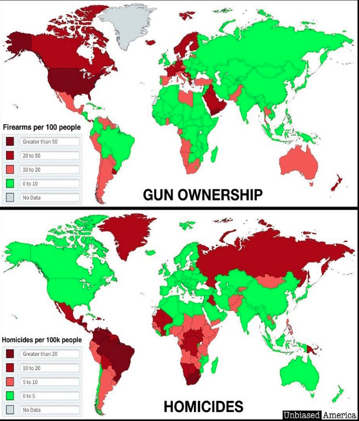 Firearms per 100 people
Greater than 50
20 to 50
10 to 20
0 to 10
No Data
GUN OWNERSHIP
Homicides per 100k people
Greater than 20
10 to 20
5 to 10
0 to 5
No Data
HOMICIDES
Unbiased America